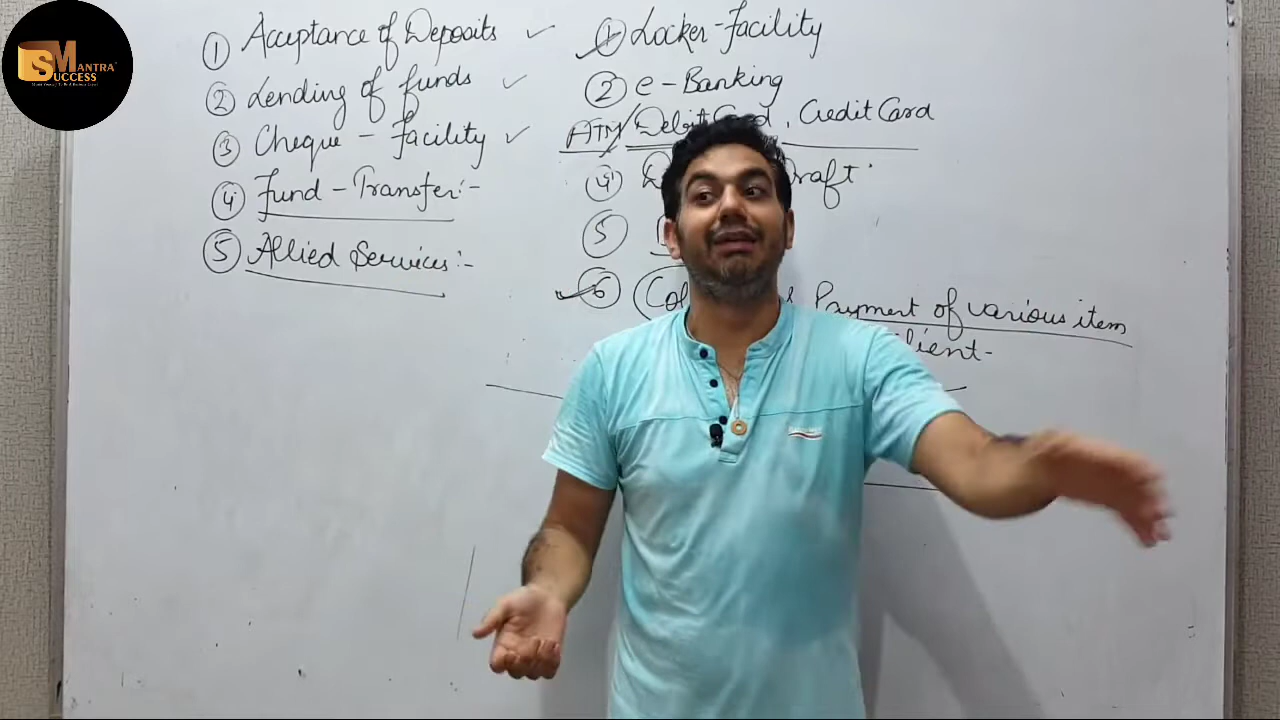 SUCCESS MANTRA
① Acceptance of Deposits ✓
② Lending of funds ✓
③ Cheque - Facility ✓
④ Fund - Transfer :-
⑤ Allied Services :-
① Locker-Facility
② e-Banking
ATM/Debit Card, Credit Card
④ Draft
⑤
⑥ Payment of various item
client-